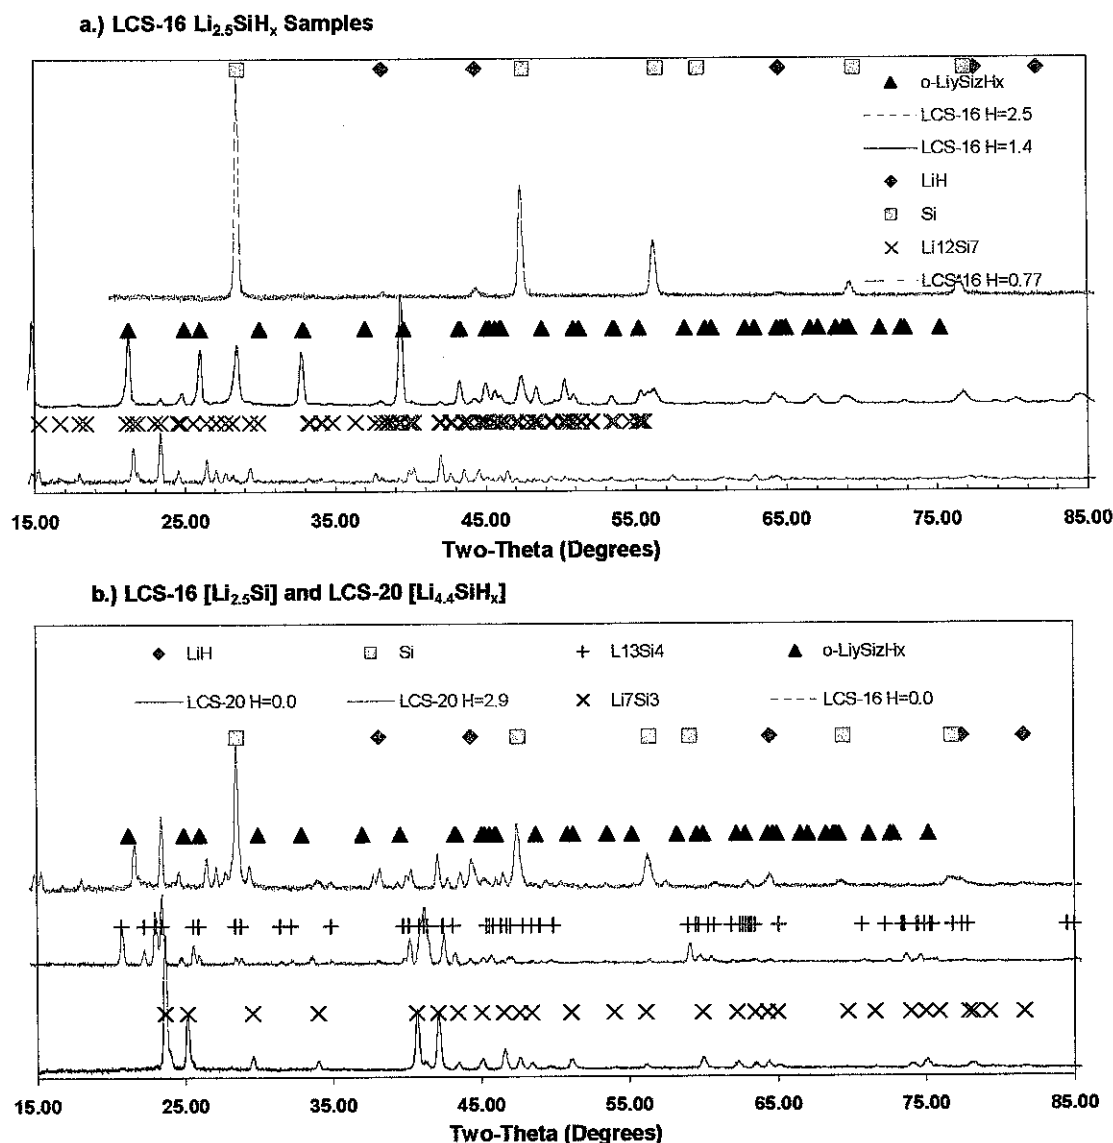 a.) LCS-16 Li2.5SiHx Samples
o-LiySizHx
LCS-16 H=2.5
LCS-16 H=1.4
LiH
Si
Li12Si7
LCS-16 H=0.77
15.00 25.00 35.00 45.00 55.00 65.00 75.00 85.00
Two-Theta (Degrees)
b.) LCS-16 [Li2.5Si] and LCS-20 [Li4.4SiHx]
LiH Si L13Si4 o-LiySizHx
LCS-20 H=0.0 LCS-20 H=2.9 Li7Si3 LCS-16 H=0.0
15.00 25.00 35.00 45.00 55.00 65.00 75.00 85.00
Two-Theta (Degrees)